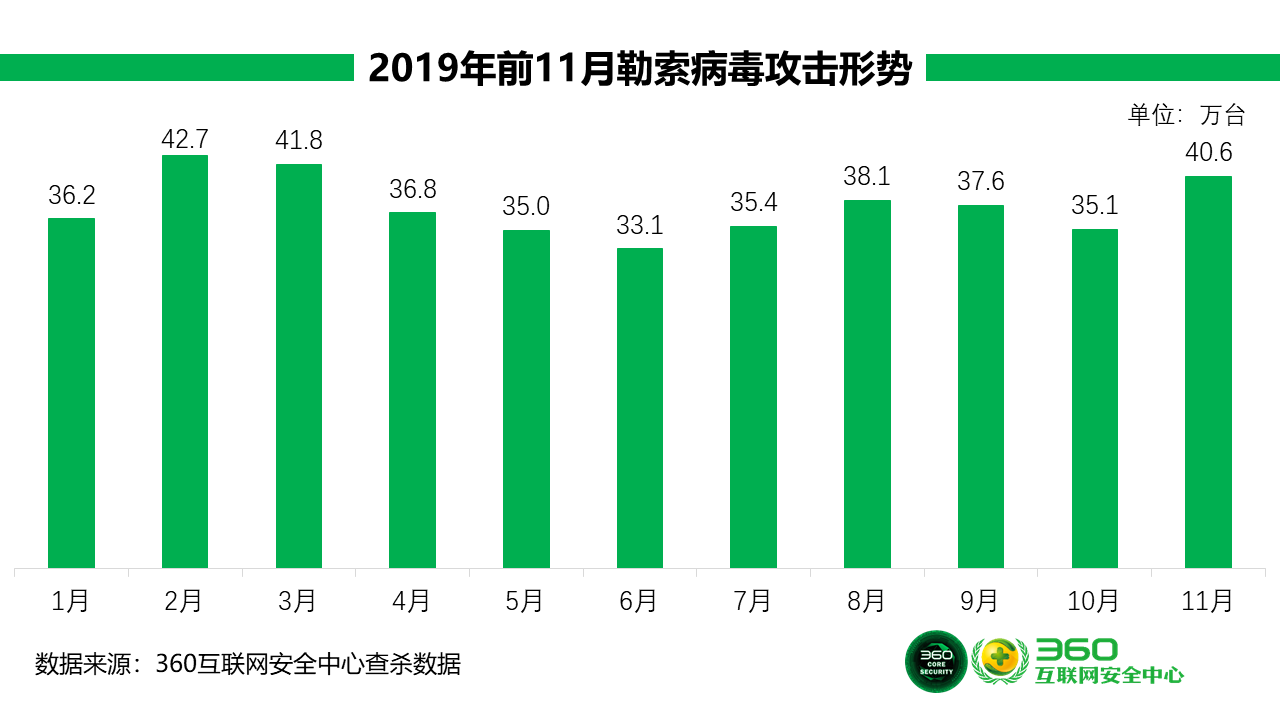 2019年前11月勒索病毒攻击形势
单位：万台
36.2
42.7
41.8
36.8
35.0
33.1
35.4
38.1
37.6
35.1
40.6
1月
2月
3月
4月
5月
6月
7月
8月
9月
10月
11月
数据来源：360互联网安全中心查杀数据
360
CORE
SECURITY
360
互联网安全中心